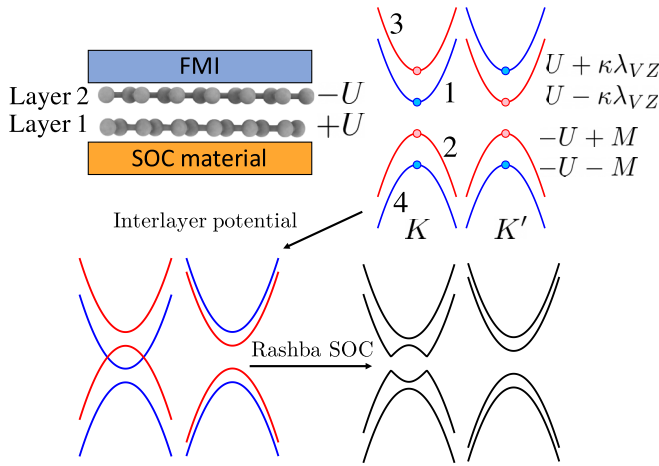 FMI
Layer 2
−U
Layer 1
+U
SOC material
3
1
2
4
U + κλ_{VZ}
U − κλ_{VZ}
−U + M
−U − M
K
K′
Interlayer potential
Rashba SOC